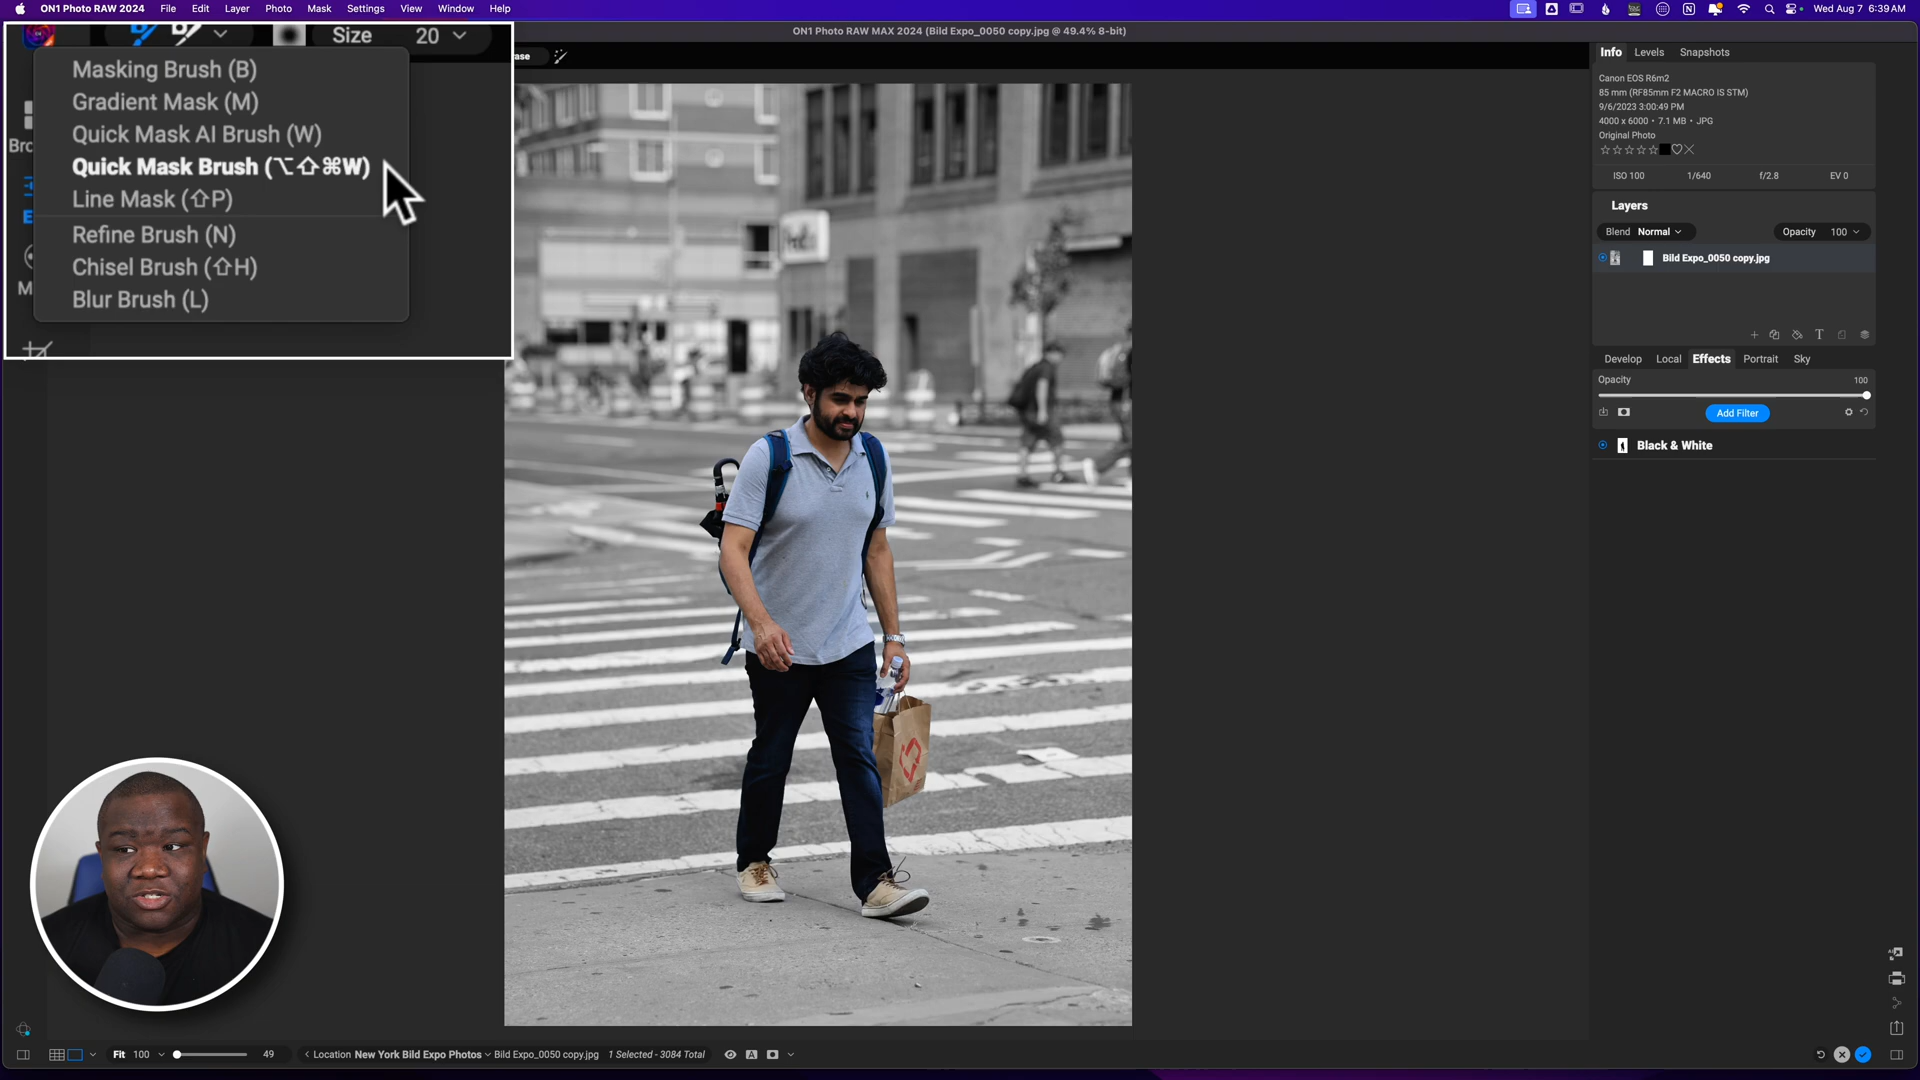 ON1 Photo RAW 2024 File Edit Layer Photo Mask Settings View Window Help
Wed Aug 7 6:39 AM
ON1 Photo RAW MAX 2024 (Bild Expo_0050 copy.jpg @ 49.4% 8-bit)
Size 20
Masking Brush (B)
Gradient Mask (M)
Quick Mask AI Brush (W)
Quick Mask Brush (⌥⇧⌘W)
Line Mask (⇧P)
Refine Brush (N)
Chisel Brush (⇧H)
Blur Brush (L)
Info Levels Snapshots
Canon EOS R6m2
85 mm (RF85mm F2 MACRO IS STM)
9/6/2023 3:00:49 PM
4000 x 6000 • 7.1 MB • JPG
Original Photo
ISO 100 1/640 f/2.8 EV 0
Layers
Blend Normal Opacity 100
Bild Expo_0050 copy.jpg
Develop Local Effects Portrait Sky
Opacity 100
Add Filter
Black & White
Fit 100 49 Location New York Bild Expo Photos Bild Expo_0050 copy.jpg 1 Selected - 3084 Total